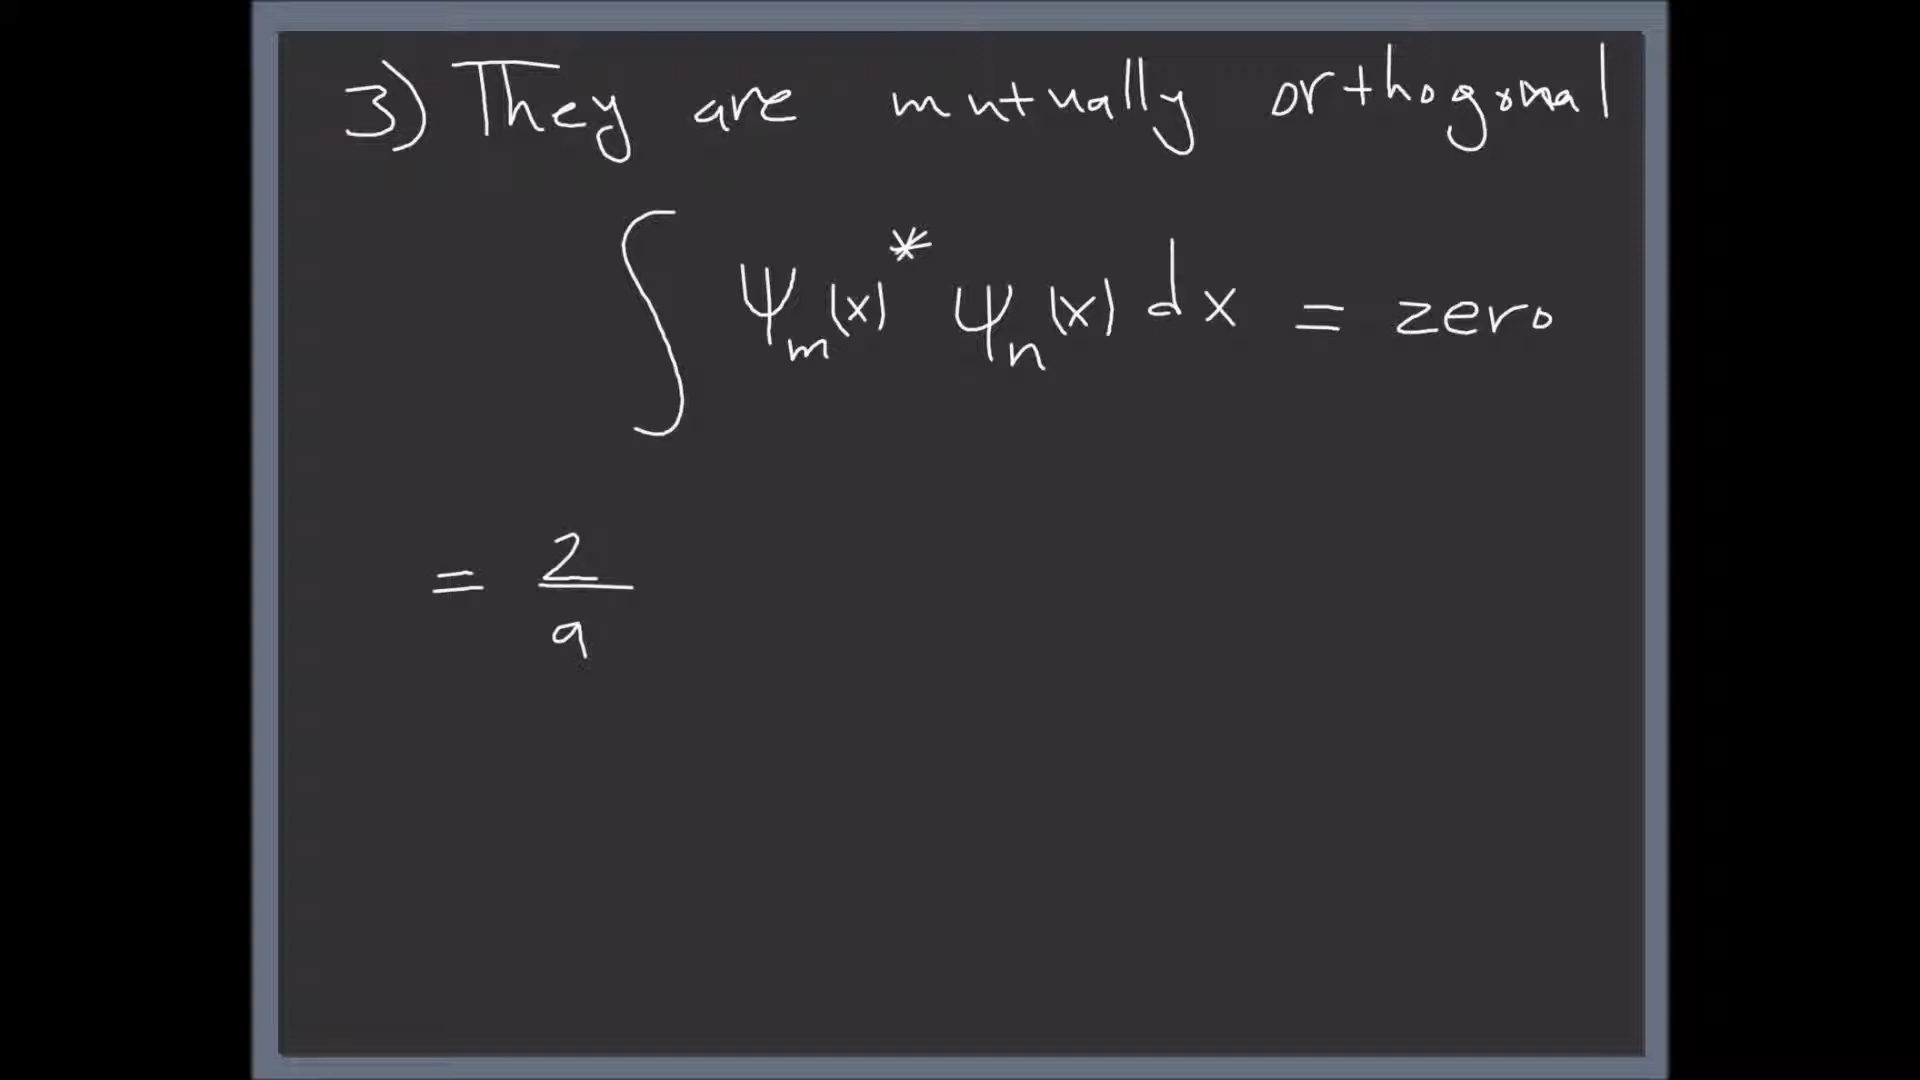 3) They are mutually orthogonal
∫ ψₘ(x)* ψₙ(x) dx = zero
= 2/a